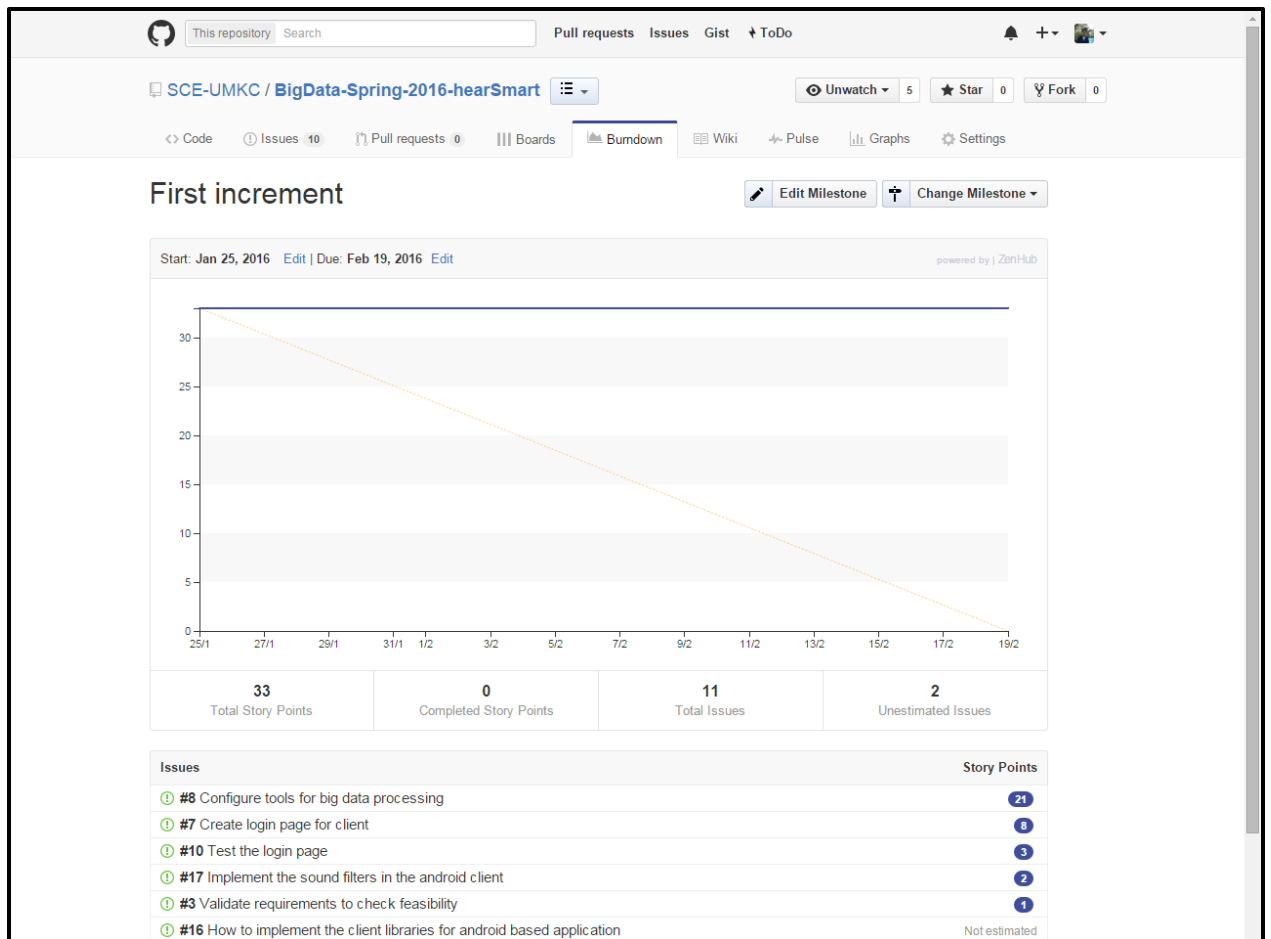 This repository Search Pull requests Issues Gist ToDo
SCE-UMKC / BigData-Spring-2016-hearSmart Unwatch 5 Star 0 Fork 0
Code Issues 10 Pull requests 0 Boards Burndown Wiki Pulse Graphs Settings
First increment Edit Milestone Change Milestone
Start: Jan 25, 2016 Edit | Due: Feb 19, 2016 Edit powered by | ZenHub
30
25
20
15
10
5
0
25/1 27/1 29/1 31/1 1/2 3/2 5/2 7/2 9/2 11/2 13/2 15/2 17/2 19/2
33 0 11 2
Total Story Points Completed Story Points Total Issues Unestimated Issues
Issues Story Points
#8 Configure tools for big data processing 21
#7 Create login page for client 8
#10 Test the login page 3
#17 Implement the sound filters in the android client 2
#3 Validate requirements to check feasibility 1
#16 How to implement the client libraries for android based application Not estimated